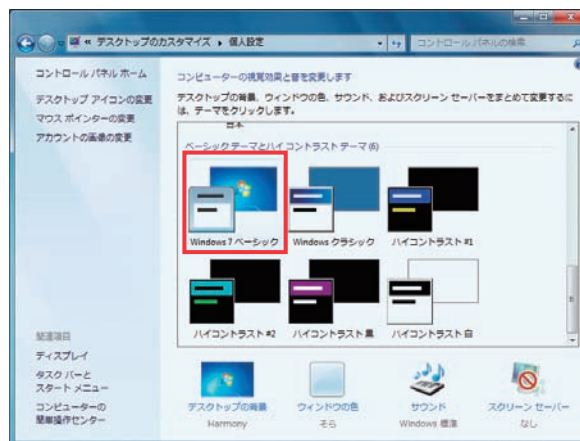 « デスクトップのカスタマイズ ▸ 個人設定
コントロール パネルの検索
コントロール パネル ホーム
デスクトップ アイコンの変更
マウス ポインターの変更
アカウントの画像の変更
関連項目
ディスプレイ
タスク バーと
スタート メニュー
コンピューターの
簡単操作センター
コンピューターの視覚効果と音を変更します
デスクトップの背景、ウィンドウの色、サウンド、およびスクリーン セーバーをまとめて変更するに
は、テーマをクリックします。
日本
ベーシック テーマとハイ コントラスト テーマ (6)
Windows 7 ベーシック
Windows クラシック
ハイコントラスト #1
ハイコントラスト #2
ハイコントラスト 黒
ハイコントラスト 白
デスクトップの背景
Harmony
ウィンドウの色
そら
サウンド
Windows 標準
スクリーン セーバー
なし